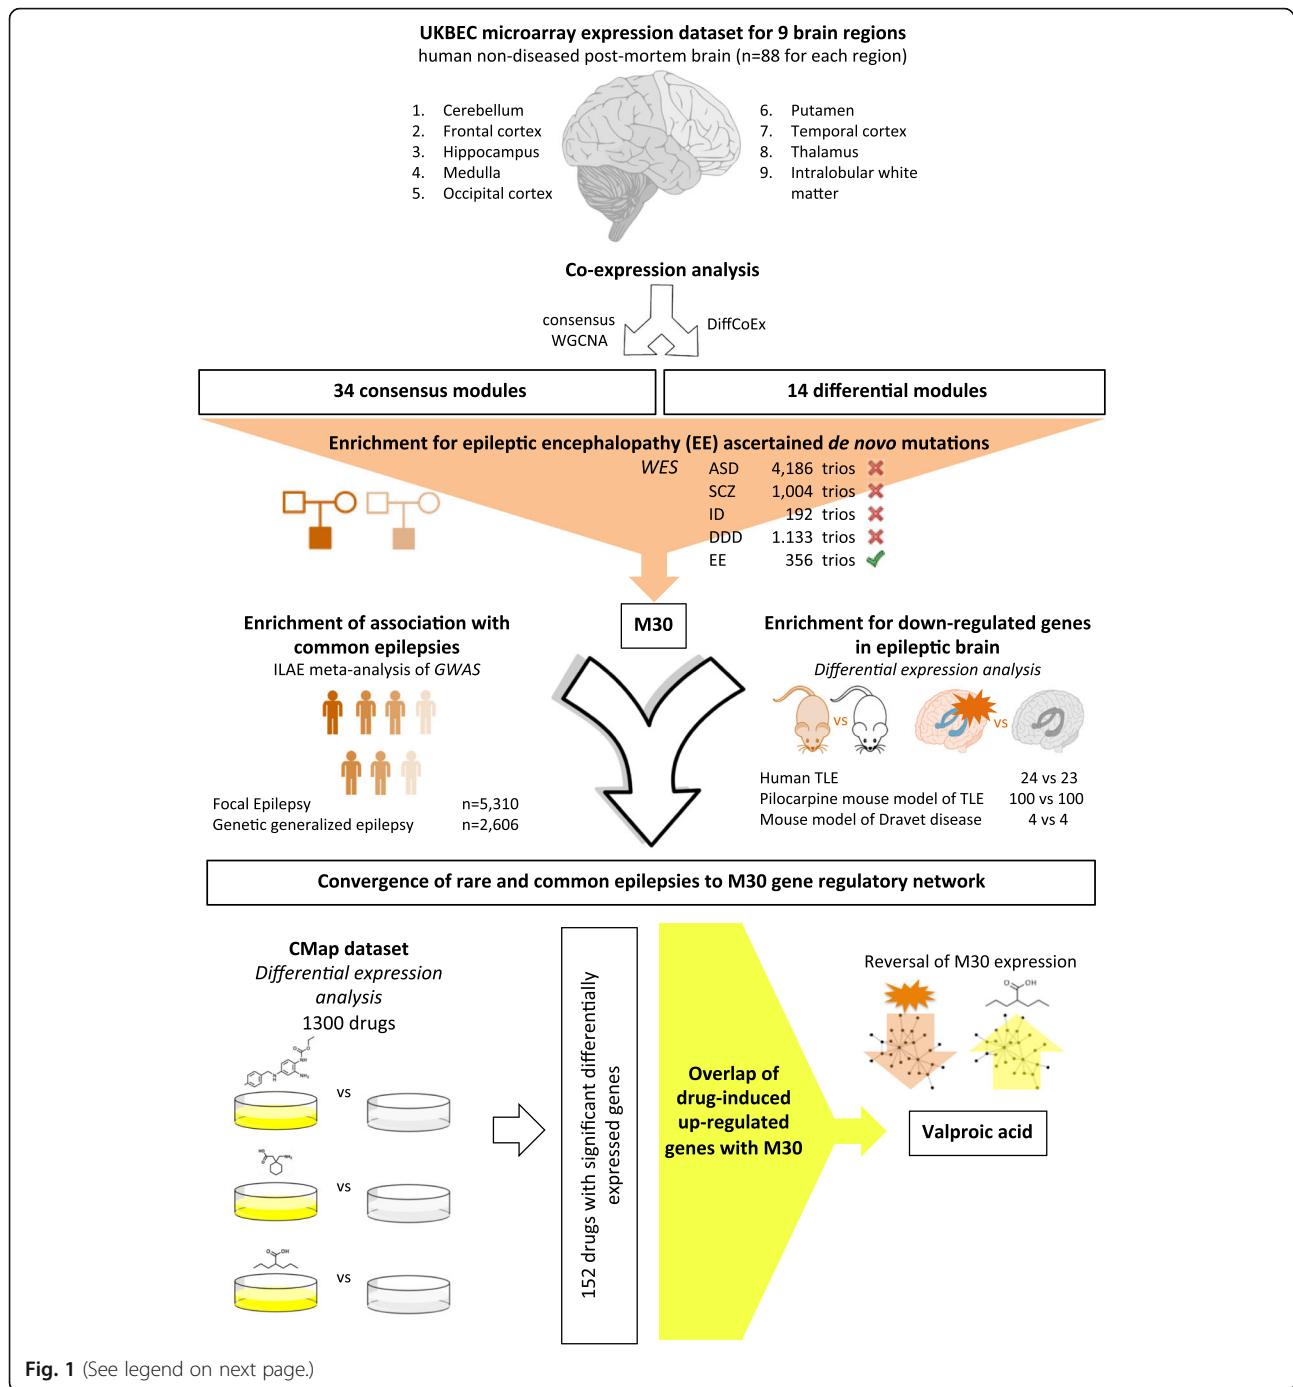 UKBEC microarray expression dataset for 9 brain regions
human non-diseased post-mortem brain (n=88 for each region)
1. Cerebellum
2. Frontal cortex
3. Hippocampus
4. Medulla
5. Occipital cortex
6. Putamen
7. Temporal cortex
8. Thalamus
9. Intralobular white
matter
Co-expression analysis
consensus
WGCNA
DiffCoEx
34 consensus modules
14 differential modules
Enrichment for epileptic encephalopathy (EE) ascertained de novo mutations
WES ASD 4,186 trios
SCZ 1,004 trios
ID 192 trios
DDD 1.133 trios
EE 356 trios
M30
Enrichment of association with
common epilepsies
ILAE meta-analysis of GWAS
Focal Epilepsy n=5,310
Genetic generalized epilepsy n=2,606
Enrichment for down-regulated genes
in epileptic brain
Differential expression analysis
vs
vs
Human TLE 24 vs 23
Pilocarpine mouse model of TLE 100 vs 100
Mouse model of Dravet disease 4 vs 4
Convergence of rare and common epilepsies to M30 gene regulatory network
CMap dataset
Differential expression
analysis
1300 drugs
vs
vs
vs
152 drugs with significant differentially
expressed genes
Overlap of
drug-induced
up-regulated
genes with M30
Reversal of M30 expression
Valproic acid
Fig. 1 (See legend on next page.)